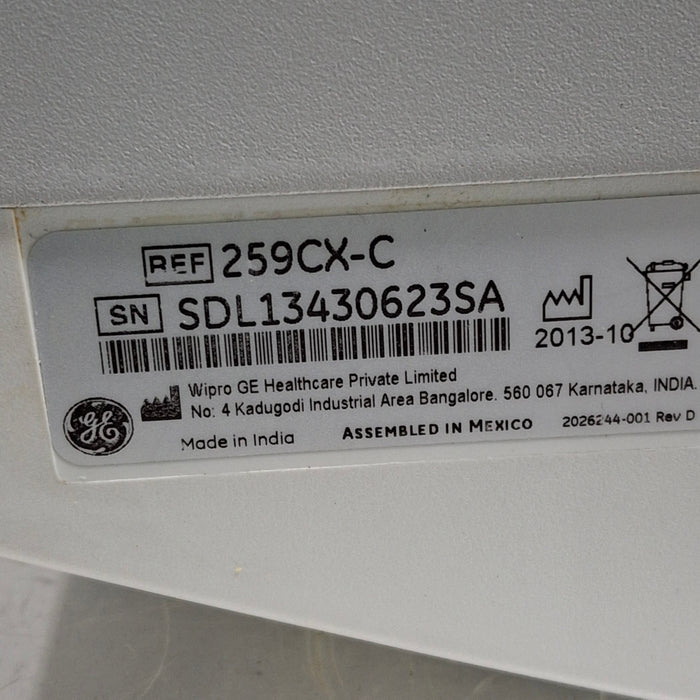 REF 259CX-C
SN SDL13430623SA
2013-10
Wipro GE Healthcare Private Limited
No: 4 Kadugodi Industrial Area Bangalore. 560 067 Karnataka, INDIA.
GE
Made in India
ASSEMBLED IN MEXICO
2026244-001 Rev D